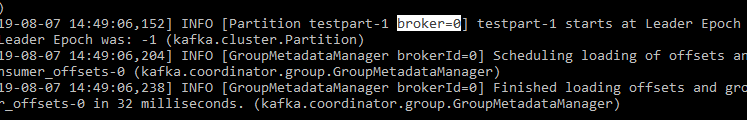 )
19-08-07 14:49:06,152] INFO [Partition testpart-1 broker=0] testpart-1 starts at Leader Epoch
Leader Epoch was: -1 (kafka.cluster.Partition)
19-08-07 14:49:06,204] INFO [GroupMetadataManager brokerId=0] Scheduling loading of offsets an
nsumer_offsets-0 (kafka.coordinator.group.GroupMetadataManager)
19-08-07 14:49:06,238] INFO [GroupMetadataManager brokerId=0] Finished loading offsets and gro
r_offsets-0 in 32 milliseconds. (kafka.coordinator.group.GroupMetadataManager)